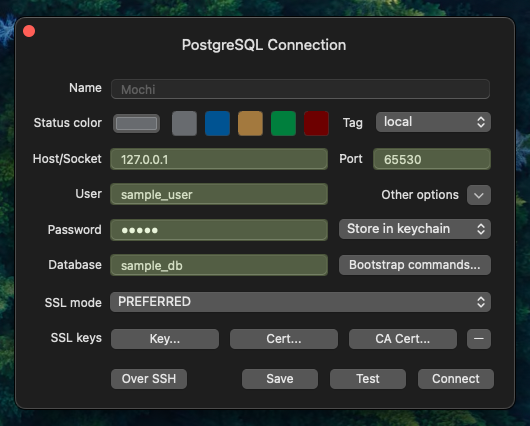 PostgreSQL Connection
Name Mochi
Status color Tag local
Host/Socket 127.0.0.1 Port 65530
User sample_user Other options
Password ●●●●● Store in keychain
Database sample_db Bootstrap commands...
SSL mode PREFERRED
SSL keys Key... Cert... CA Cert...
Over SSH Save Test Connect